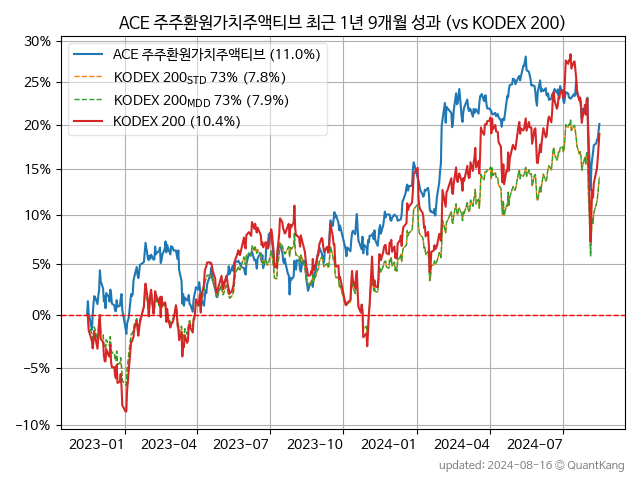 ACE 주주환원가치주액티브 최근 1년 9개월 성과 (vs KODEX 200)
ACE 주주환원가치주액티브 (11.0%)
KODEX 200STD 73% (7.8%)
KODEX 200MDD 73% (7.9%)
KODEX 200 (10.4%)
30%
25%
20%
15%
10%
5%
0%
−5%
−10%
2023−01 2023−04 2023−07 2023−10 2024−01 2024−04 2024−07
updated: 2024-08-16 © QuantKang